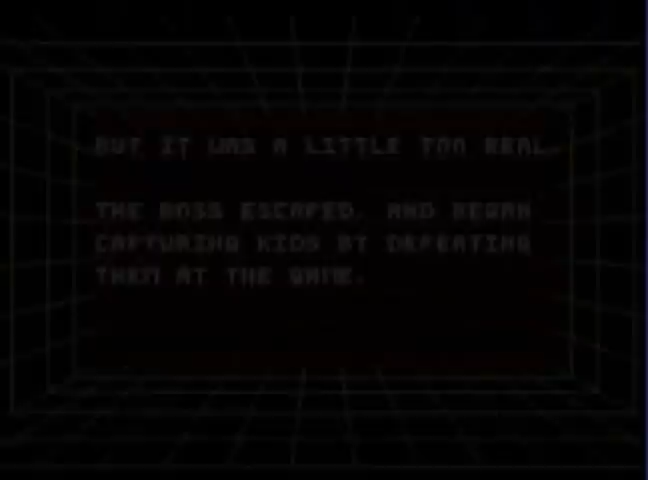 BUT IT WAS A LITTLE TOO REAL.
THE BOSS ESCAPED, AND BEGAN
CAPTURING KIDS BY DEFEATING
THEM AT THE GAME.